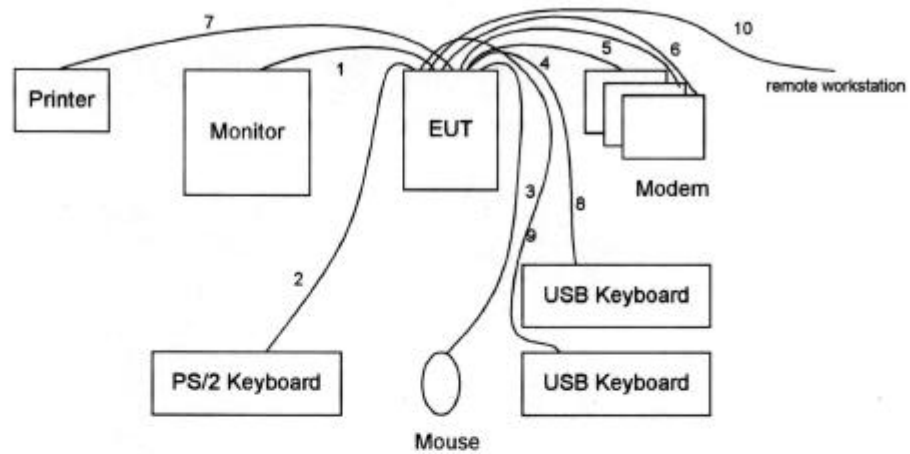 7
10
1
4
5
6
Printer
Monitor
EUT
remote workstation
Modem
3
8
9
2
USB Keyboard
PS/2 Keyboard
USB Keyboard
Mouse